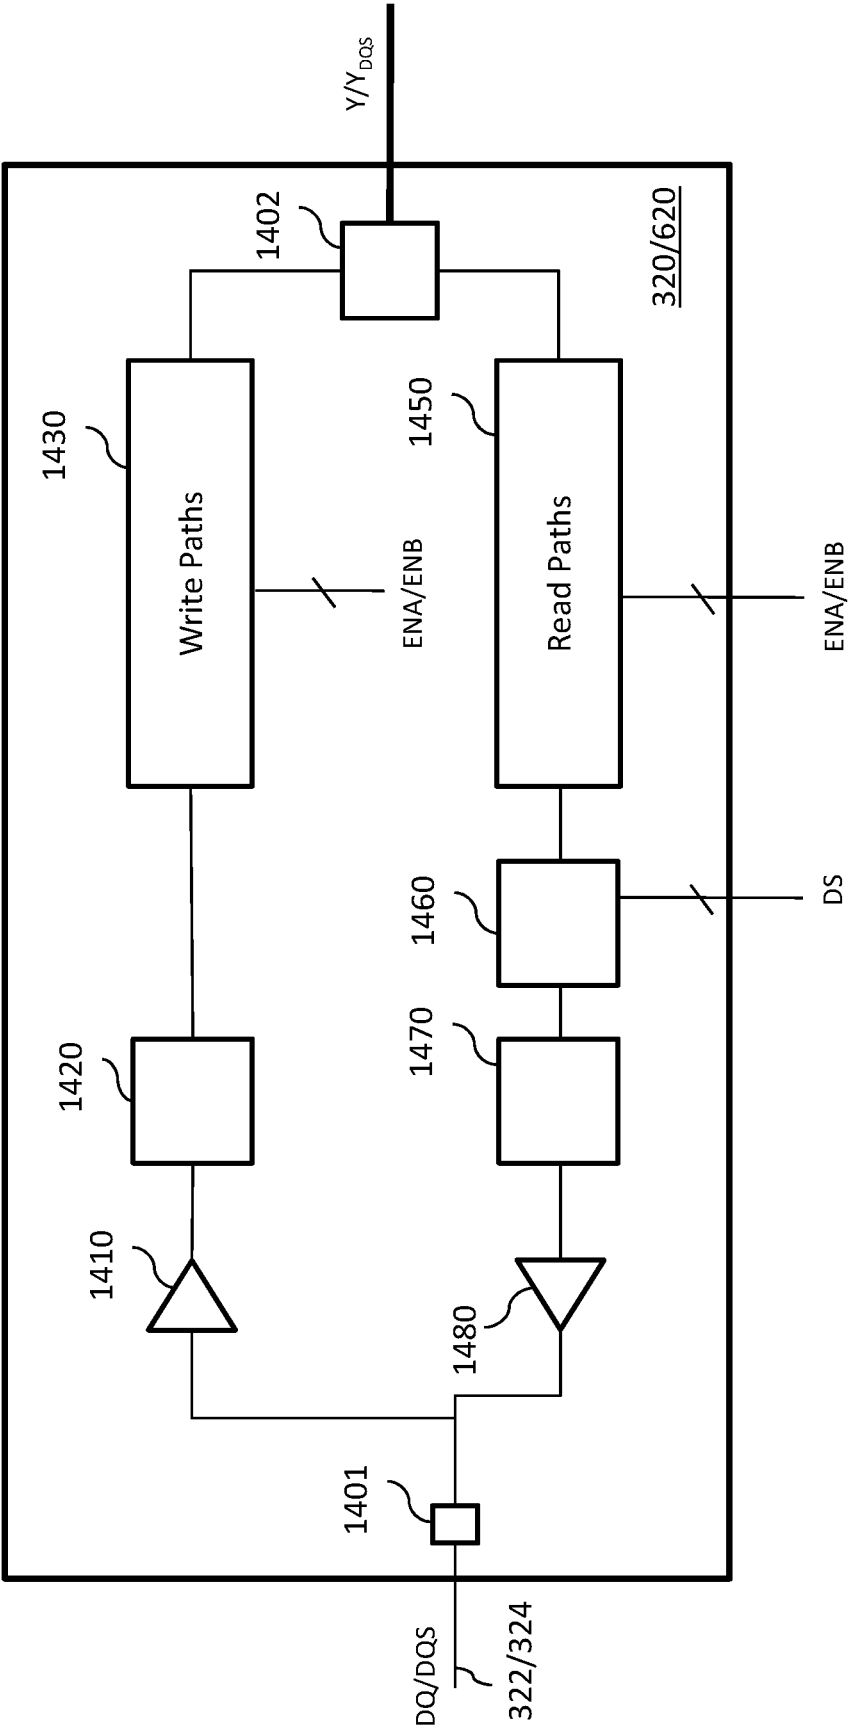 DQ/DQS
322/324
1401
1410
1420
1430
Write Paths
ENA/ENB
1402
Y/YDQS
1480
1470
1460
1450
Read Paths
DS
ENA/ENB
320/620